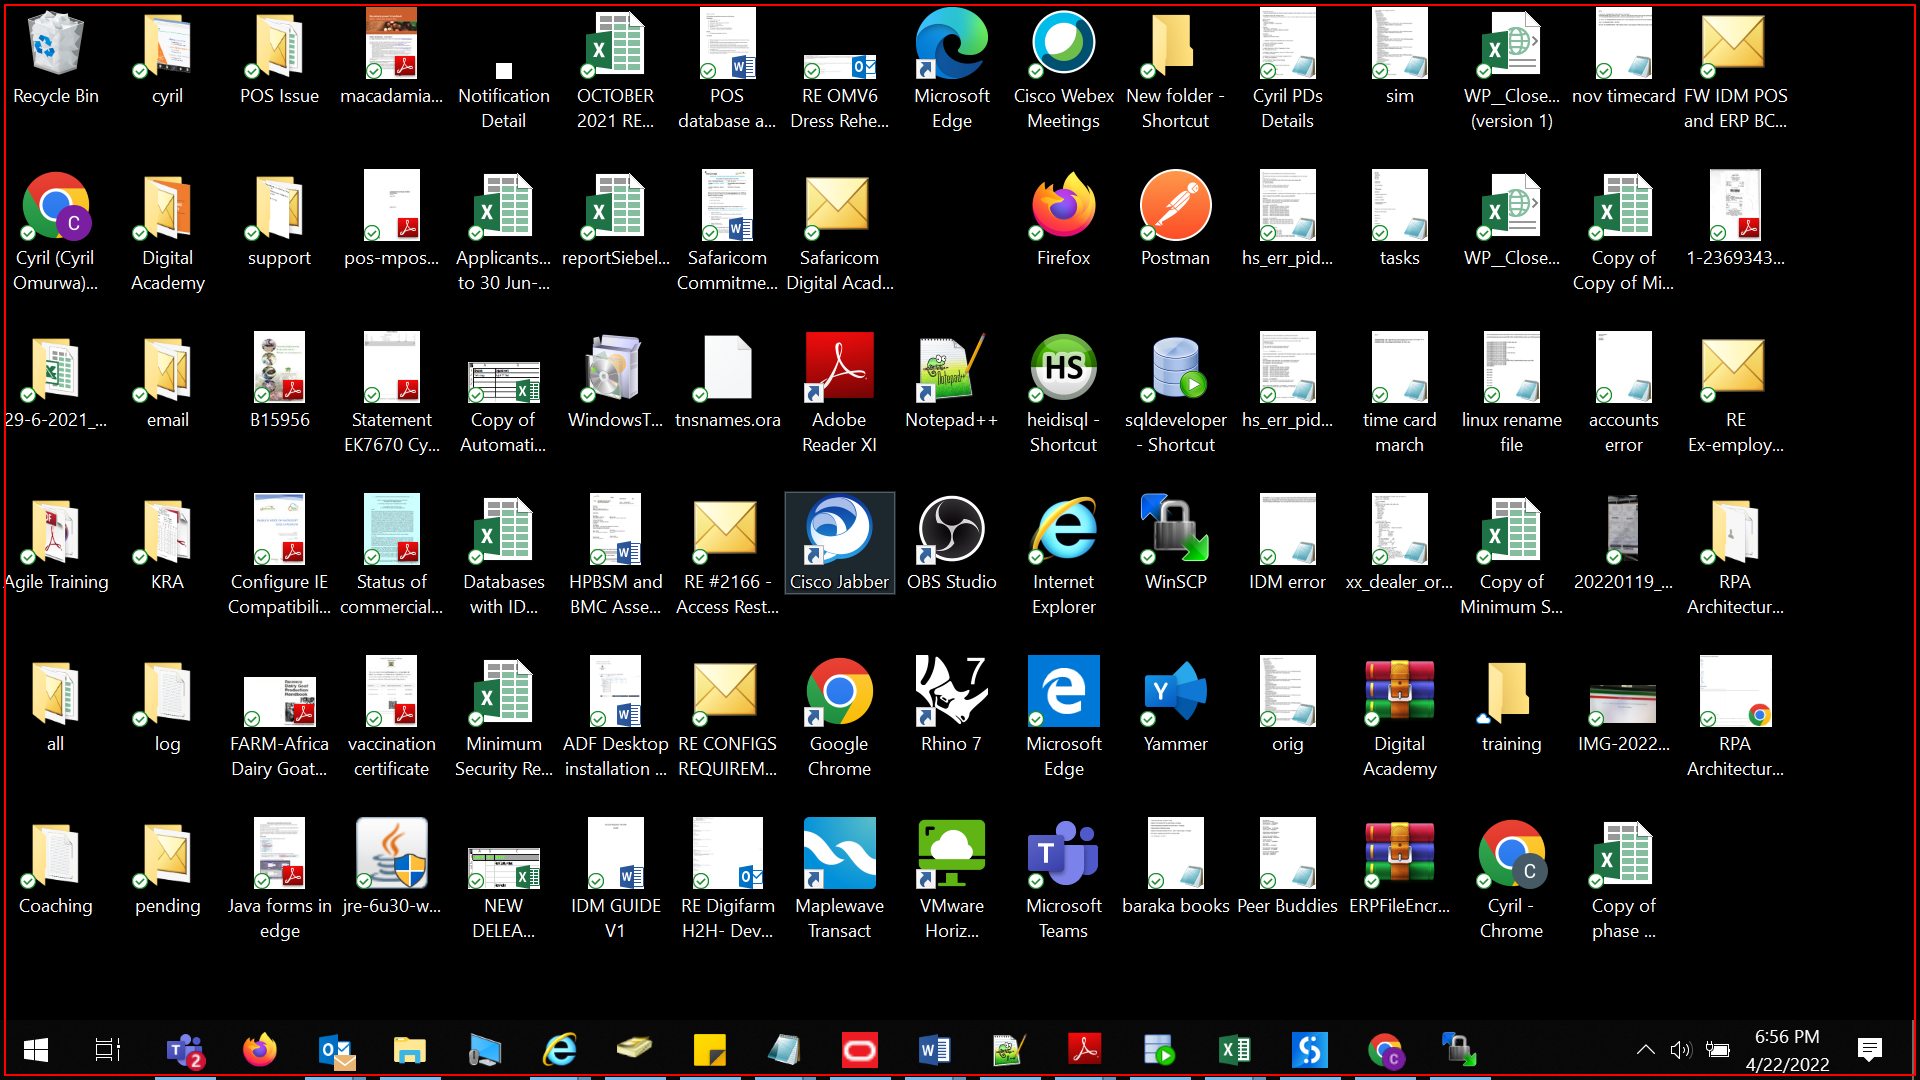 Recycle Bin
cyril
POS Issue
macadamia...
Notification
Detail
OCTOBER
2021 RE...
POS
database a...
RE OMV6
Dress Rehe...
Microsoft
Edge
Cisco Webex
Meetings
New folder -
Shortcut
Cyril PDs
Details
sim
WP__Close...
(version 1)
nov timecard
FW IDM POS
and ERP BC...
C
Cyril (Cyril
Omurwa)...
Digital
Academy
support
pos-mpos...
Applicants...
to 30 Jun-...
reportSiebel...
Safaricom
Commitme...
Safaricom
Digital Acad...
Firefox
Postman
hs_err_pid...
tasks
WP__Close...
Copy of
Copy of Mi...
1-2369343...
29-6-2021_...
email
B15956
Statement
EK7670 Cy...
Copy of
Automati...
WindowsT...
tnsnames.ora
Adobe
Reader XI
Notepad++
HS
heidisql -
Shortcut
sqldeveloper
- Shortcut
hs_err_pid...
time card
march
linux rename
file
accounts
error
RE
Ex-employ...
Agile Training
KRA
Configure IE
Compatibili...
Status of
commercial...
Databases
with ID...
HPBSM and
BMC Asse...
RE #2166 -
Access Rest...
Cisco Jabber
OBS Studio
Internet
Explorer
WinSCP
IDM error
xx_dealer_or...
Copy of
Minimum S...
20220119_...
RPA
Architectur...
all
log
FARM-Africa
Dairy Goat...
vaccination
certificate
Minimum
Security Re...
ADF Desktop
installation ...
RE CONFIGS
REQUIREM...
Google
Chrome
7
Rhino 7
Microsoft
Edge
Yammer
orig
Digital
Academy
training
IMG-2022...
RPA
Architectur...
Coaching
pending
Java forms in
edge
jre-6u30-w...
NEW
DELEA...
IDM GUIDE
V1
RE Digifarm
H2H- Dev...
Maplewave
Transact
VMware
Horiz...
Microsoft
Teams
baraka books
Peer Buddies
ERPFileEncr...
C
Cyril -
Chrome
Copy of
phase ...
2
6:56 PM
4/22/2022